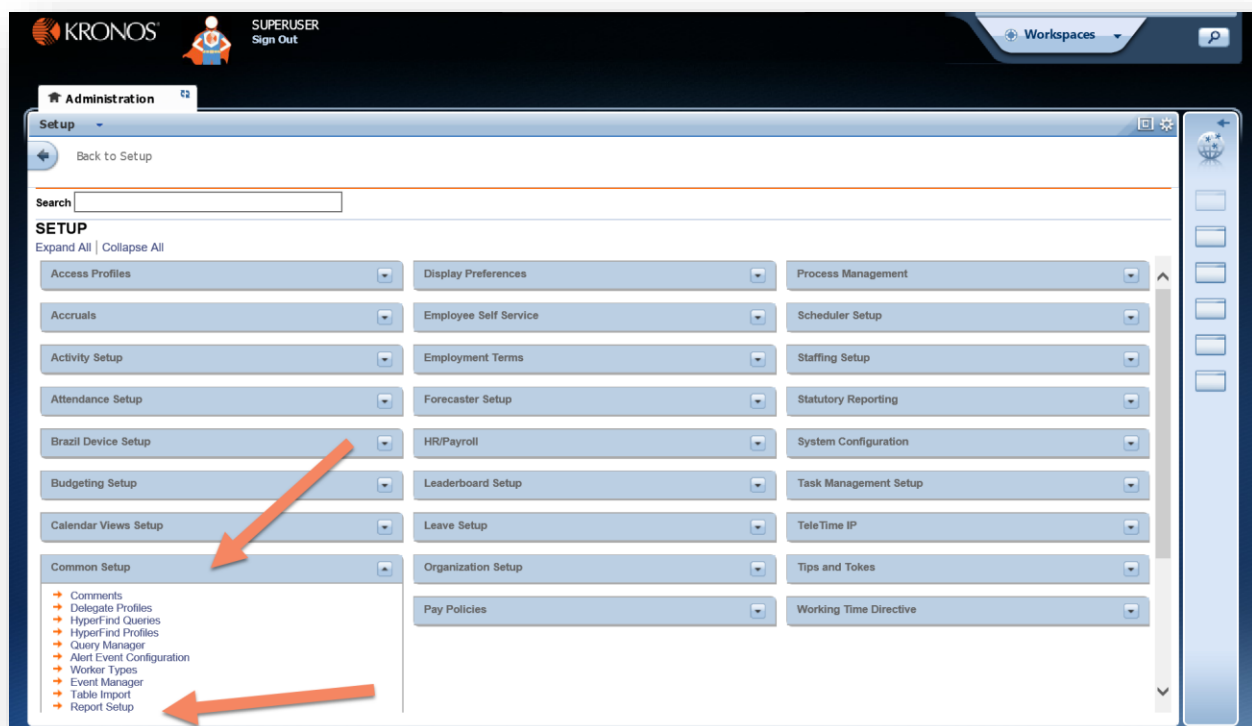 KRONOS
SUPERUSER
Sign Out
Workspaces
Administration
Setup
Back to Setup
Search
SETUP
Expand All | Collapse All
Access Profiles
Display Preferences
Process Management
Accruals
Employee Self Service
Scheduler Setup
Activity Setup
Employment Terms
Staffing Setup
Attendance Setup
Forecaster Setup
Statutory Reporting
Brazil Device Setup
HR/Payroll
System Configuration
Budgeting Setup
Leaderboard Setup
Task Management Setup
Calendar Views Setup
Leave Setup
TeleTime IP
Common Setup
Organization Setup
Tips and Tokes
Comments
Delegate Profiles
HyperFind Queries
HyperFind Profiles
Query Manager
Alert Event Configuration
Worker Types
Event Manager
Table Import
Report Setup
Pay Policies
Working Time Directive